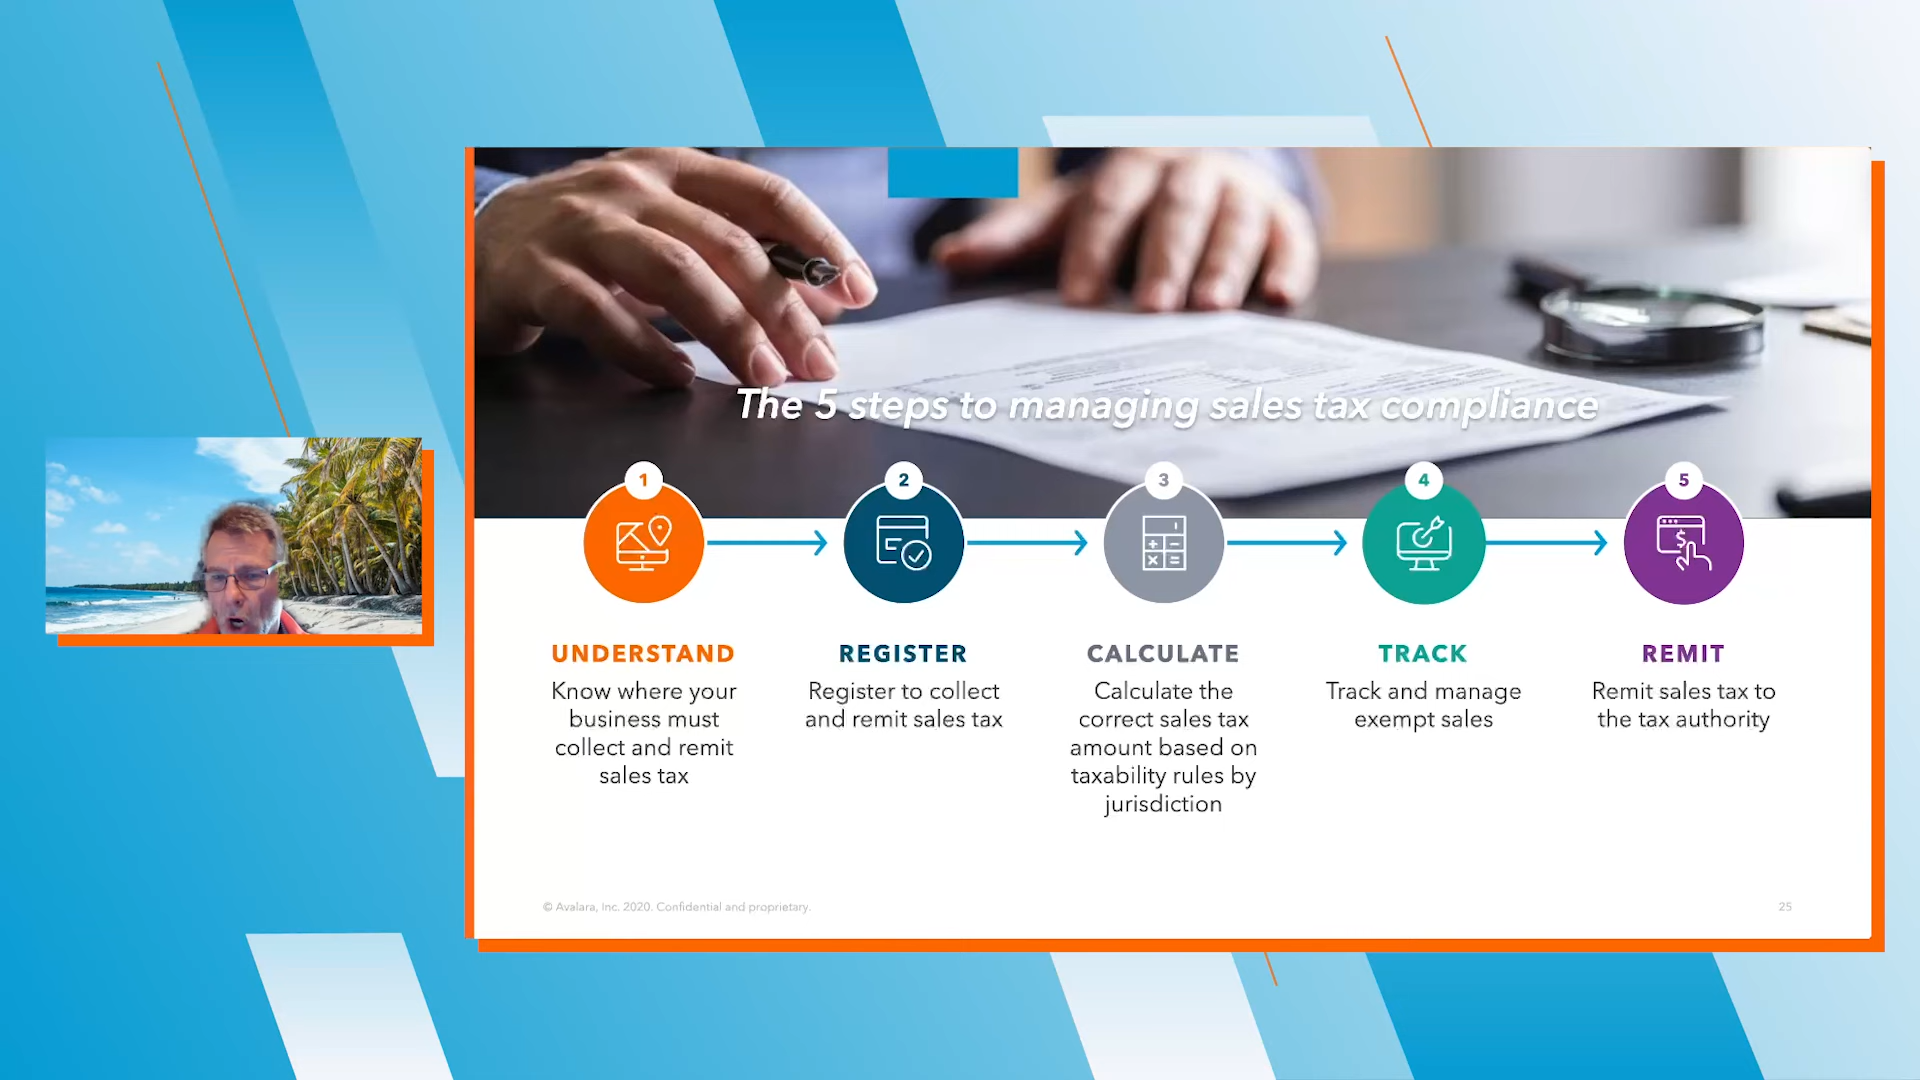 The 5 steps to managing sales tax compliance
1
2
3
4
5
UNDERSTAND
Know where your
business must
collect and remit
sales tax
REGISTER
Register to collect
and remit sales tax
CALCULATE
Calculate the
correct sales tax
amount based on
taxability rules by
jurisdiction
TRACK
Track and manage
exempt sales
REMIT
Remit sales tax to
the tax authority
© Avalara, Inc. 2020. Confidential and proprietary.
25